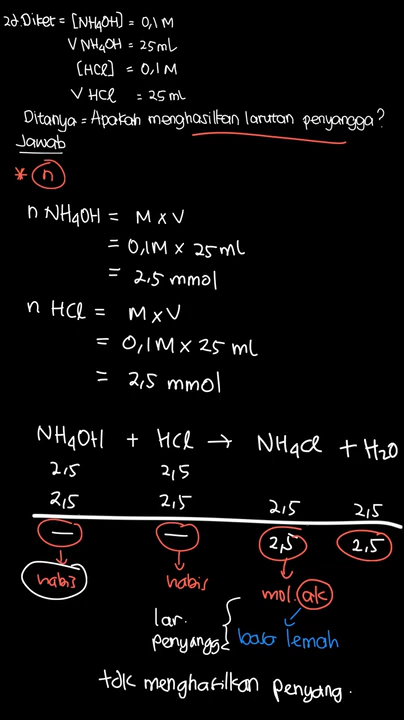 2d Diket = [NH4OH] = 0,1 M
V NH4OH = 25 mL
[HCl] = 0,1 M
V HCl = 25 mL
Ditanya = Apakah menghasilkan larutan penyangga?
Jawab
* n
n NH4OH = M x V
= 0,1 M x 25 ml
= 2,5 mmol
n HCl = M x V
= 0,1 M x 25 ml
= 2,5 mmol
NH4OH + HCl → NH4Cl + H2O
2,5 2,5
2,5 2,5 2,5 2,5
— — 2,5 2,5
habis habis mol. ak
lar. penyangg { basa lemah
tdk menghasilkan penyang.